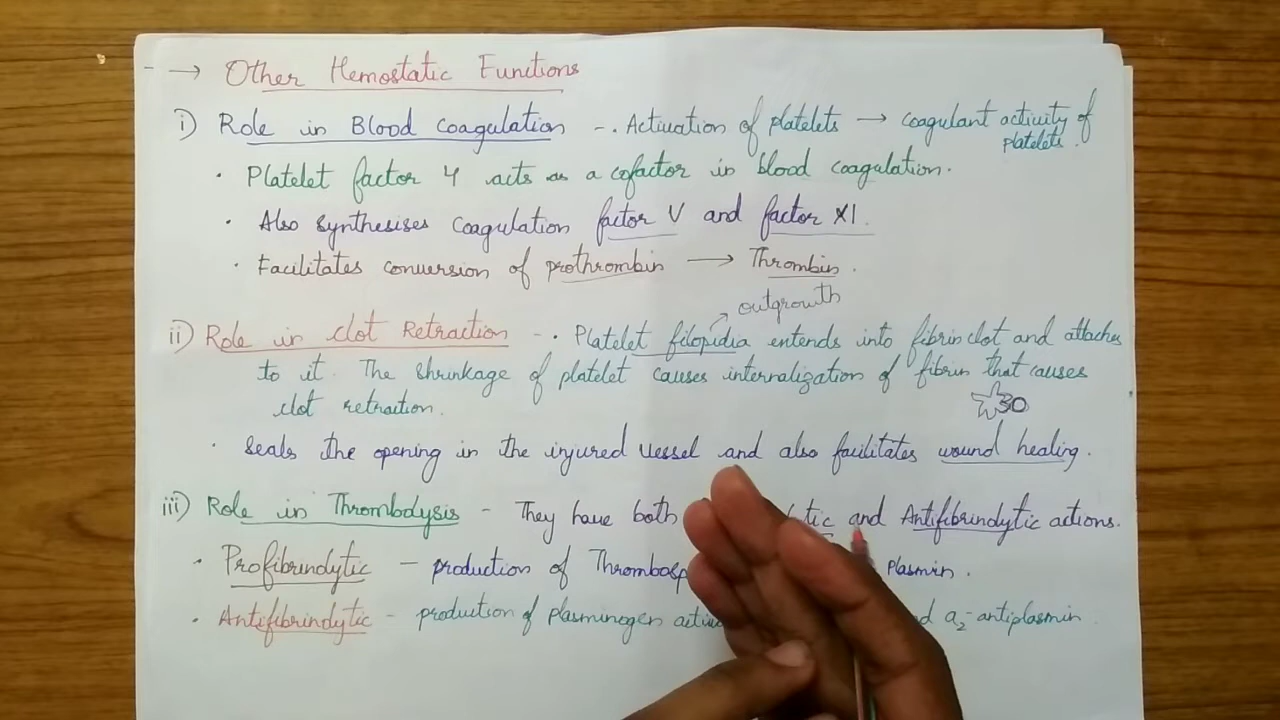 → Other Hemostatic Functions
i) Role in Blood coagulation - . Activation of platelets → coagulant activity of platelets.
· Platelet factor 4 acts as a cofactor in blood coagulation.
· Also synthesises coagulation factor V and factor XI.
· Facilitates conversion of prothrombin → Thrombin.
outgrowth
ii) Role in clot Retraction - . Platelet filopidia entends into fibrin clot and attaches
to it. The shrinkage of platelet causes internalization of fibrin that causes
clot retraction.
30
· Seals the opening in the injured vessel and also facilitates wound healing.
iii) Role in Thrombolysis - They have both and Antifibrinolytic actions.
· Profibrinolytic - production of Plasmin.
· Antifibrinolytic - production of plasminogen a2-antiplasmin